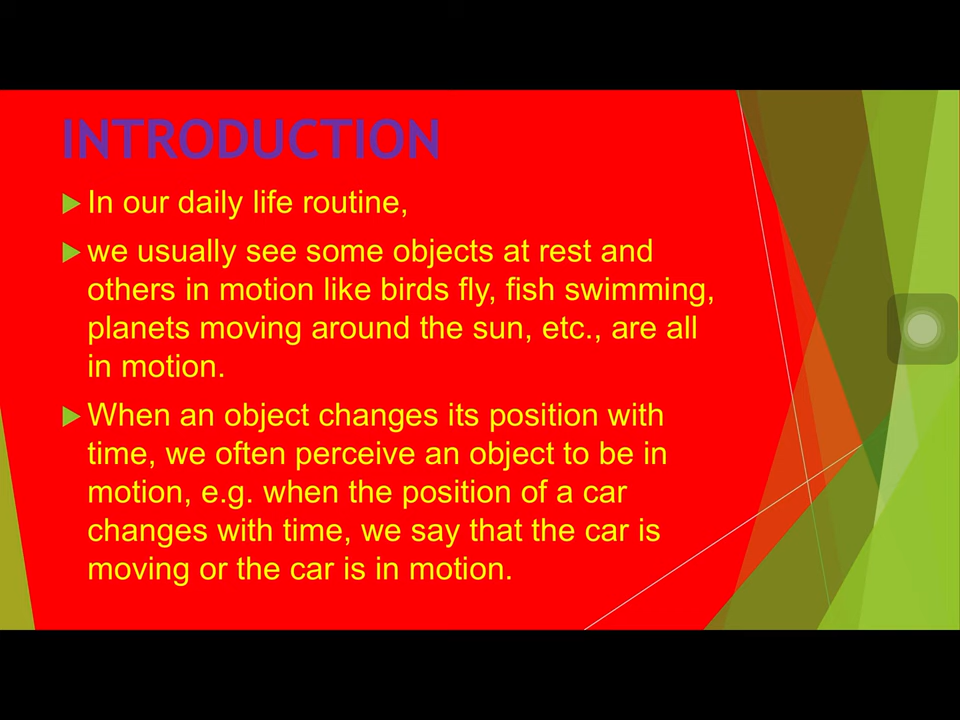 INTRODUCTION
In our daily life routine,
we usually see some objects at rest and
others in motion like birds fly, fish swimming,
planets moving around the sun, etc., are all
in motion.
When an object changes its position with
time, we often perceive an object to be in
motion, e.g. when the position of a car
changes with time, we say that the car is
moving or the car is in motion.